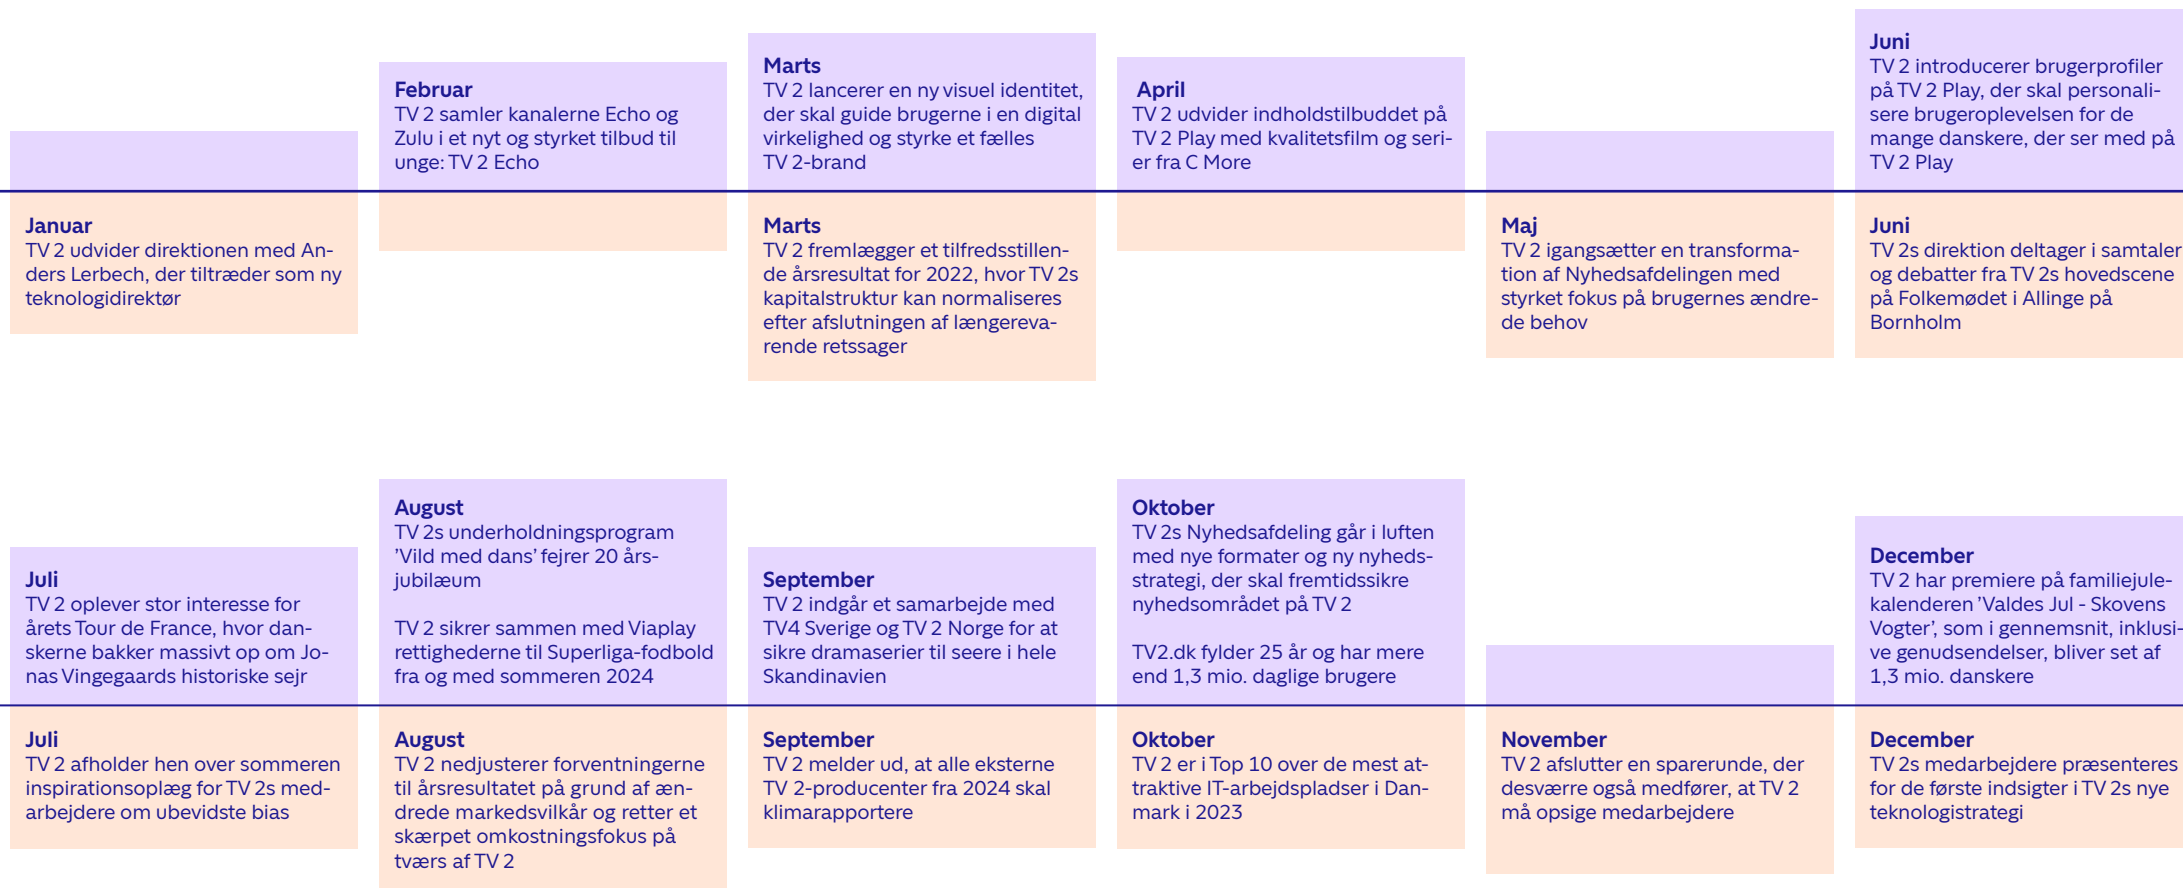 Januar
TV 2 udvider direktionen med An-
ders Lerbech, der tiltræder som ny
teknologidirektør
Februar
TV 2 samler kanalerne Echo og
Zulu i et nyt og styrket tilbud til
unge: TV 2 Echo
Marts
TV 2 lancerer en ny visuel identitet,
der skal guide brugerne i en digital
virkelighed og styrke et fælles
TV 2-brand
Marts
TV 2 fremlægger et tilfredsstillen-
de årsresultat for 2022, hvor TV 2s
kapitalstruktur kan normaliseres
efter afslutningen af længereva-
rende retssager
April
TV 2 udvider indholdstilbuddet på
TV 2 Play med kvalitetsfilm og seri-
er fra C More
Maj
TV 2 igangsætter en transforma-
tion af Nyhedsafdelingen med
styrket fokus på brugernes ændre-
de behov
Juni
TV 2 introducerer brugerprofiler
på TV 2 Play, der skal personali-
sere brugeroplevelsen for de
mange danskere, der ser med på
TV 2 Play
Juni
TV 2s direktion deltager i samtaler
og debatter fra TV 2s hovedscene
på Folkemødet i Allinge på
Bornholm
Juli
TV 2 oplever stor interesse for
årets Tour de France, hvor dan-
skerne bakker massivt op om Jo-
nas Vingegaards historiske sejr
Juli
TV 2 afholder hen over sommeren
inspirationsoplæg for TV 2s med-
arbejdere om ubevidste bias
August
TV 2s underholdningsprogram
’Vild med dans’ fejrer 20 års-
jubilæum
TV 2 sikrer sammen med Viaplay
rettighederne til Superliga-fodbold
fra og med sommeren 2024
August
TV 2 nedjusterer forventningerne
til årsresultatet på grund af æn-
drede markedsvilkår og retter et
skærpet omkostningsfokus på
tværs af TV 2
September
TV 2 indgår et samarbejde med
TV4 Sverige og TV 2 Norge for at
sikre dramaserier til seere i hele
Skandinavien
September
TV 2 melder ud, at alle eksterne
TV 2-producenter fra 2024 skal
klimarapportere
Oktober
TV 2s Nyhedsafdeling går i luften
med nye formater og ny nyheds-
strategi, der skal fremtidssikre
nyhedsområdet på TV 2
TV2.dk fylder 25 år og har mere
end 1,3 mio. daglige brugere
Oktober
TV 2 er i Top 10 over de mest at-
traktive IT-arbejdspladser i Dan-
mark i 2023
November
TV 2 afslutter en sparerunde, der
desværre også medfører, at TV 2
må opsige medarbejdere
December
TV 2 har premiere på familiejule-
kalenderen ’Valdes Jul - Skovens
Vogter’, som i gennemsnit, inklusi-
ve genudsendelser, bliver set af
1,3 mio. danskere
December
TV 2s medarbejdere præsenteres
for de første indsigter i TV 2s nye
teknologistrategi